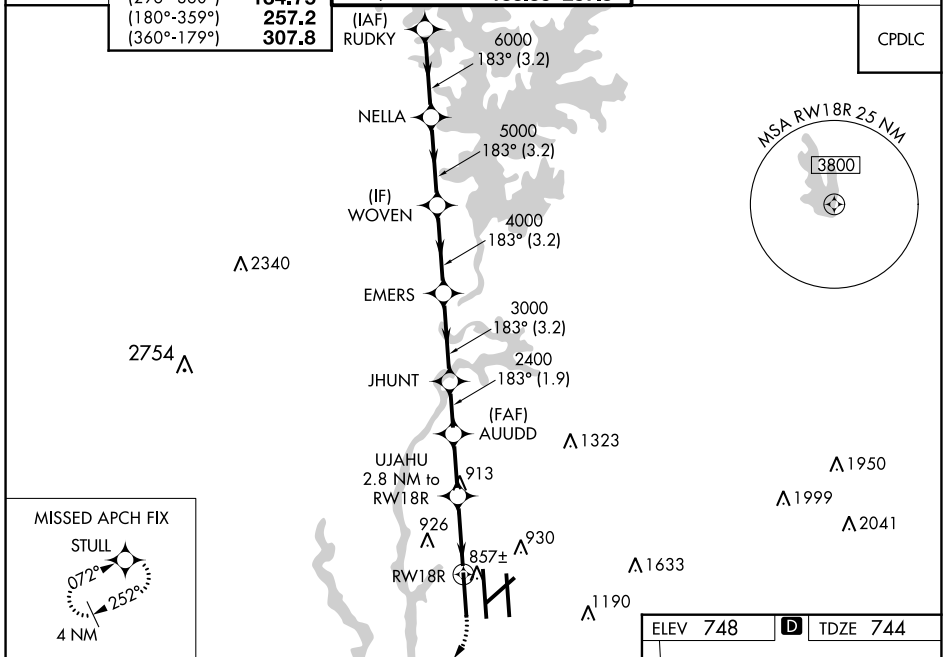 (180°-359°) 257.2
(360°-179°) 307.8
(IAF)
RUDKY
6000
183° (3.2)
CPDLC
NELLA
5000
183° (3.2)
MSA RW18R 25 NM
3800
(IF)
WOVEN
4000
183° (3.2)
2340
EMERS
3000
183° (3.2)
2754
2400
183° (1.9)
JHUNT
(FAF)
AUUDD
1323
UJAHU
2.8 NM to
RW18R
913
1950
1999
2041
926
930
857±
RW18R
1633
1190
MISSED APCH FIX
STULL
072°
252°
4 NM
ELEV 748 D TDZE 744